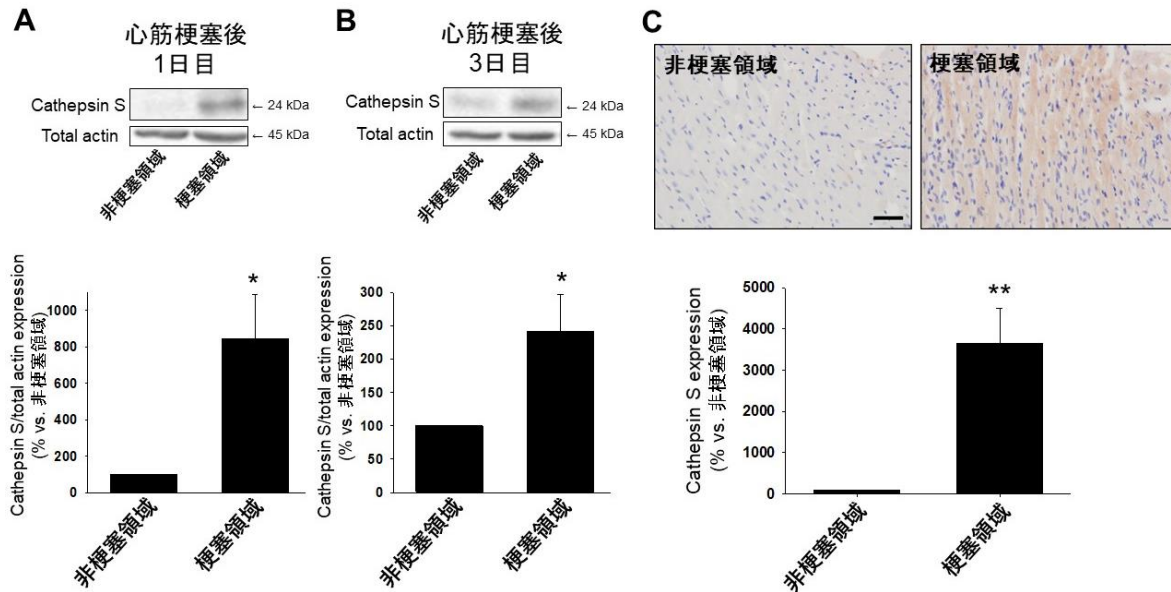 A
心筋梗塞後
1日目
Cathepsin S
← 24 kDa
Total actin
← 45 kDa
非梗塞領域
梗塞領域
Cathepsin S/total actin expression
(% vs. 非梗塞領域)
1000
800
600
400
200
0
*
非梗塞領域
梗塞領域
B
心筋梗塞後
3日目
Cathepsin S
← 24 kDa
Total actin
← 45 kDa
非梗塞領域
梗塞領域
Cathepsin S/total actin expression
(% vs. 非梗塞領域)
300
250
200
150
100
50
0
*
非梗塞領域
梗塞領域
C
非梗塞領域
梗塞領域
Cathepsin S expression
(% vs. 非梗塞領域)
5000
4000
3000
2000
1000
0
**
非梗塞領域
梗塞領域